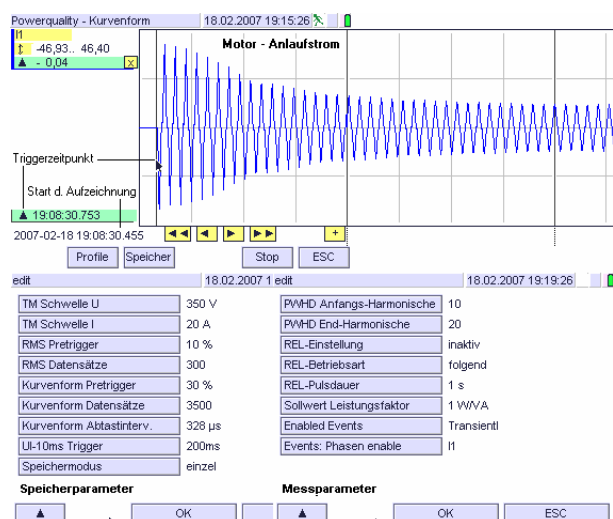 Powerquality - Kurvenform 18.02.2007 19:15:26
I1
-46,93.. 46,40
▲ - 0,04 x
Motor - Anlaufstrom
Triggerzeitpunkt
Start d. Aufzeichnung
▲ 19:08:30.753
2007-02-18 19:08:30.455 ◀◀ ◀ ▶ ▶▶ +
Profile Speicher Stop ESC
edit 18.02.2007 1 edit 18.02.2007 19:19:26
TM Schwelle U 350 V
TM Schwelle I 20 A
RMS Pretrigger 10 %
RMS Datensätze 300
Kurvenform Pretrigger 30 %
Kurvenform Datensätze 3500
Kurvenform Abtastinterv. 328 µs
UI-10ms Trigger 200ms
Speichermodus einzel
Speicherparameter
▲ OK
PWHD Anfangs-Harmonische 10
PWHD End-Harmonische 20
REL-Einstellung inaktiv
REL-Betriebsart folgend
REL-Pulsdauer 1 s
Sollwert Leistungsfaktor 1 W/VA
Enabled Events TransientI
Events: Phasen enable I1
Messparameter
▲ OK ESC